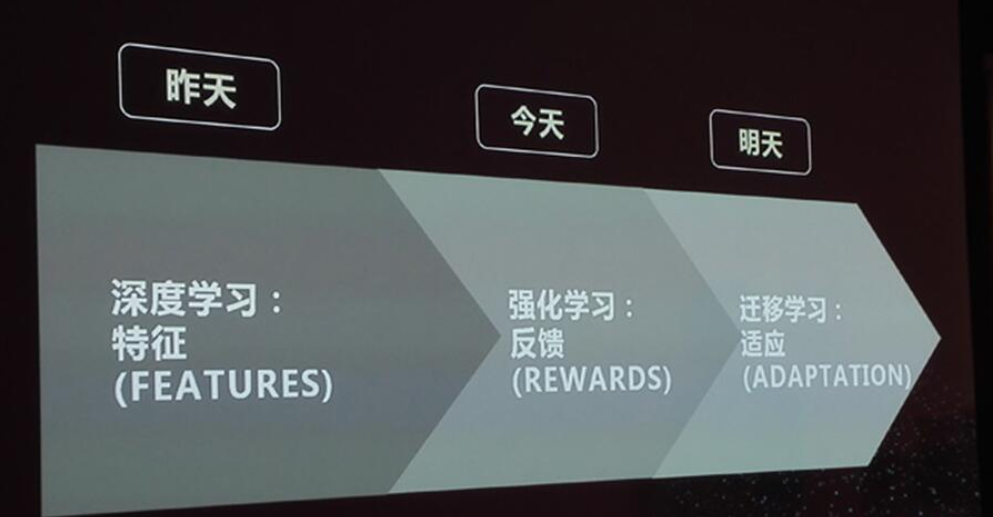 昨天
今天
明天
深度学习：
特征
(FEATURES)
强化学习：
反馈
(REWARDS)
迁移学习：
适应
(ADAPTATION)